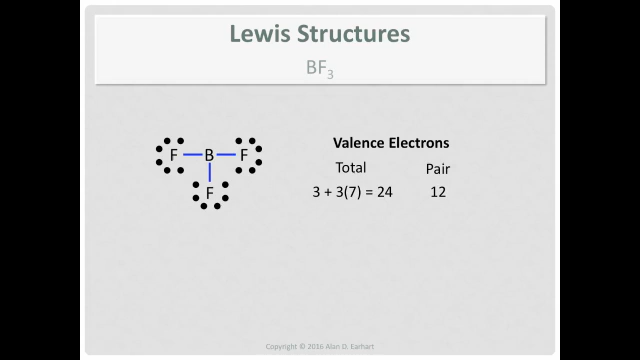 Lewis Structures
BF3
F B F
F
Valence Electrons
Total Pair
3 + 3(7) = 24 12
Copyright © 2016 Alan D. Earhart